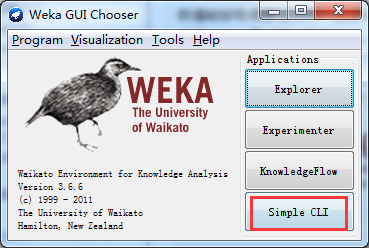 Weka GUI Chooser
Program Visualization Tools Help
WEKA
The University
of Waikato
Waikato Environment for Knowledge Analysis
Version 3.6.6
(c) 1999 - 2011
The University of Waikato
Hamilton, New Zealand
Applications
Explorer
Experimenter
KnowledgeFlow
Simple CLI